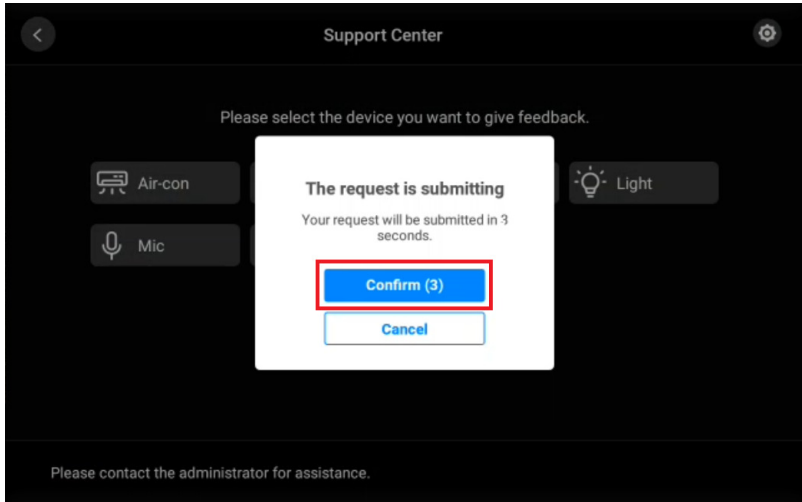 Support Center
Please select the device you want to give feedback.
Air-con
Light
Mic
The request is submitting
Your request will be submitted in 3
seconds.
Confirm (3)
Cancel
Please contact the administrator for assistance.